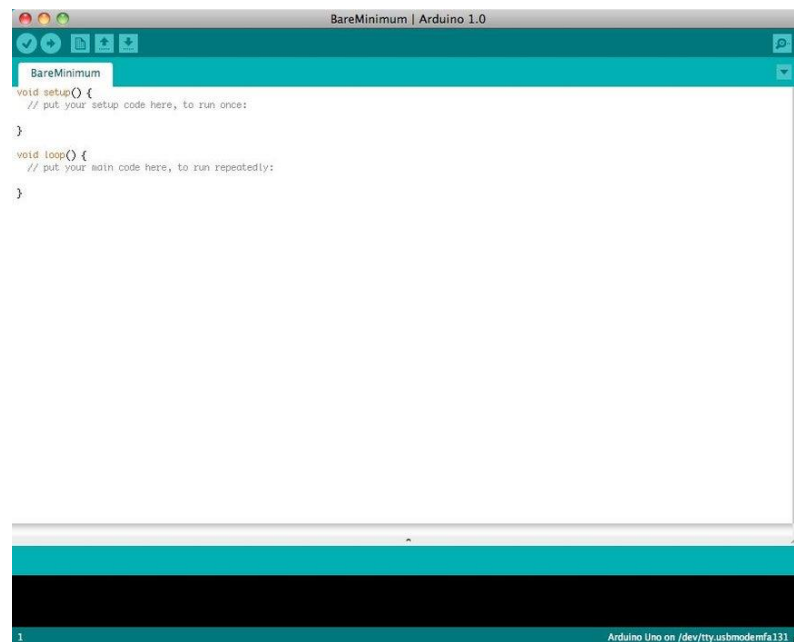 BareMinimum | Arduino 1.0
BareMinimum
void setup() {
  // put your setup code here, to run once:
}
void loop() {
  // put your main code here, to run repeatedly:
}
1
Arduino Uno on /dev/tty.usbmodemfa131